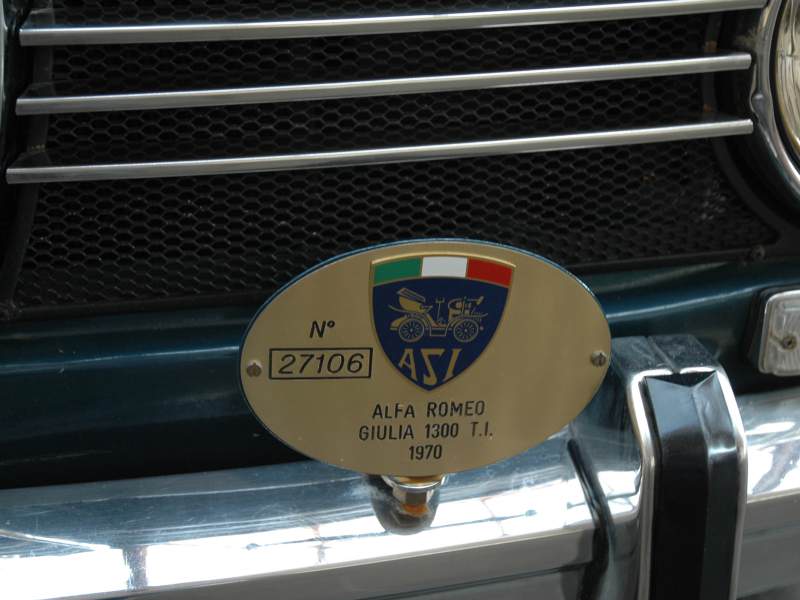 ASI
N°
27106
ALFA ROMEO
GIULIA 1300 T.I.
1970